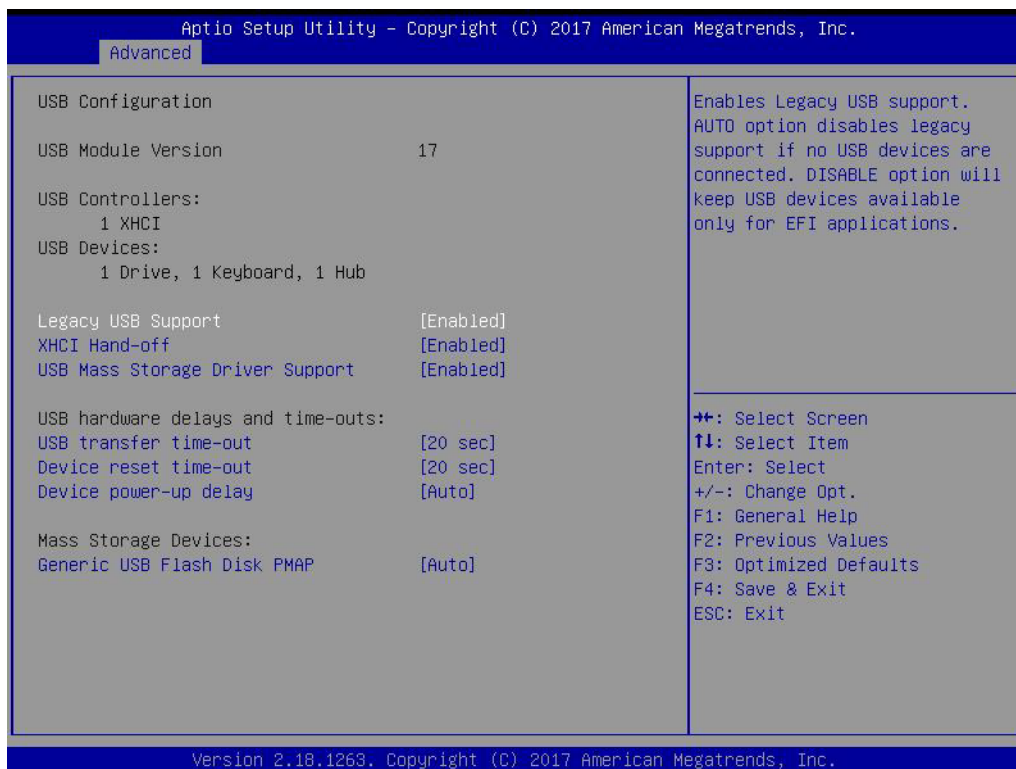 Aptio Setup Utility – Copyright (C) 2017 American Megatrends, Inc.
Advanced
USB Configuration
USB Module Version 17
USB Controllers:
1 XHCI
USB Devices:
1 Drive, 1 Keyboard, 1 Hub
Legacy USB Support [Enabled]
XHCI Hand-off [Enabled]
USB Mass Storage Driver Support [Enabled]
USB hardware delays and time-outs:
USB transfer time-out [20 sec]
Device reset time-out [20 sec]
Device power-up delay [Auto]
Mass Storage Devices:
Generic USB Flash Disk PMAP [Auto]
Enables Legacy USB support.
AUTO option disables legacy
support if no USB devices are
connected. DISABLE option will
keep USB devices available
only for EFI applications.
→←: Select Screen
↑↓: Select Item
Enter: Select
+/-: Change Opt.
F1: General Help
F2: Previous Values
F3: Optimized Defaults
F4: Save & Exit
ESC: Exit
Version 2.18.1263. Copyright (C) 2017 American Megatrends, Inc.